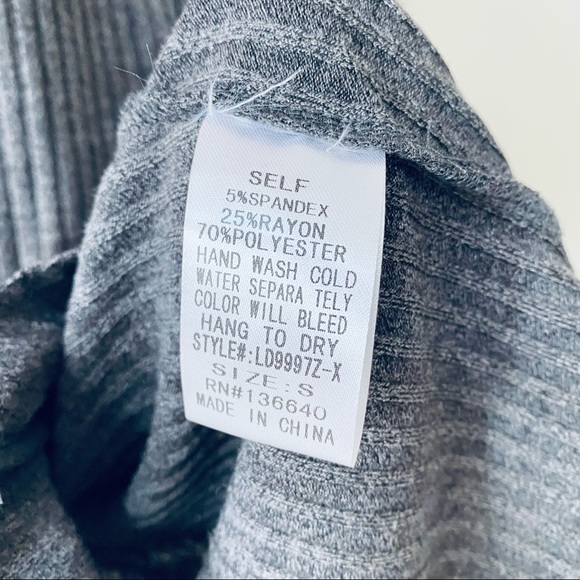 SELF
5%SPANDEX
25%RAYON
70%POLYESTER
HAND WASH COLD
WATER SEPARA TELY
COLOR WILL BLEED
HANG TO DRY
STYLE#:LD9997Z-X
SIZE:S
RN#136640
MADE IN CHINA